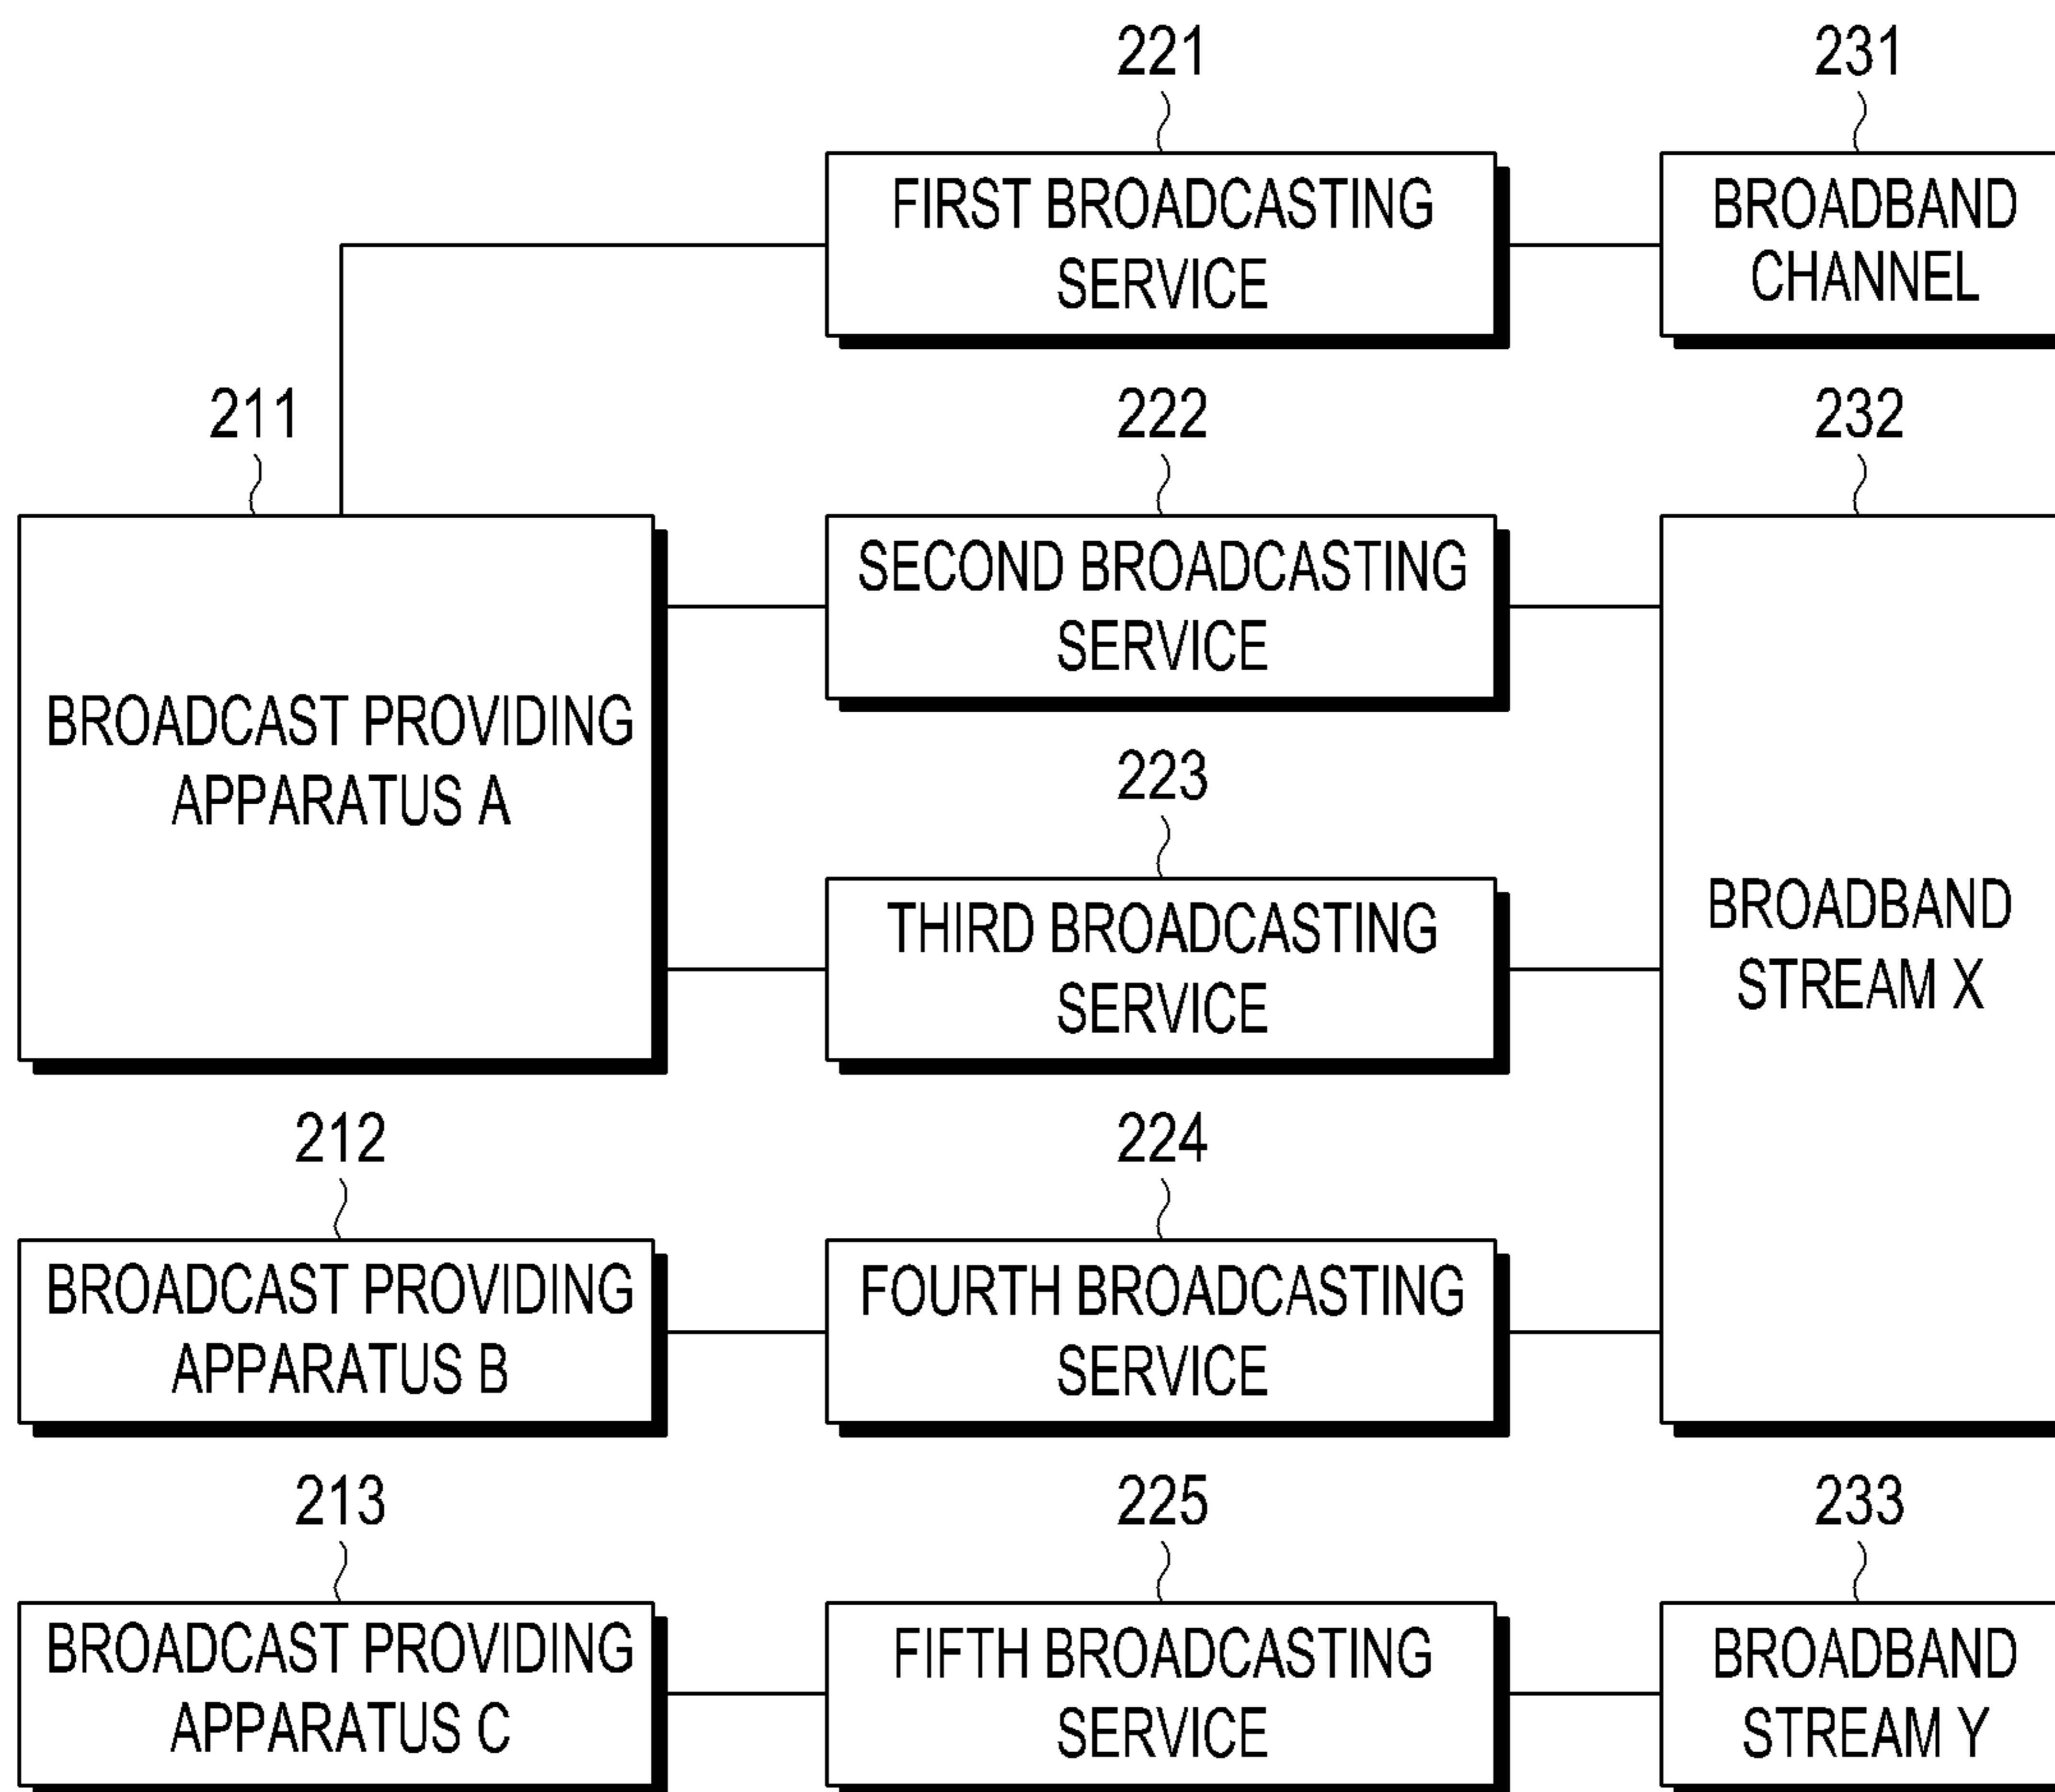 221
231
FIRST BROADCASTING
SERVICE
BROADBAND
CHANNEL
211
222
232
BROADCAST PROVIDING
APPARATUS A
SECOND BROADCASTING
SERVICE
223
THIRD BROADCASTING
SERVICE
BROADBAND
STREAM X
212
224
BROADCAST PROVIDING
APPARATUS B
FOURTH BROADCASTING
SERVICE
213
225
233
BROADCAST PROVIDING
APPARATUS C
FIFTH BROADCASTING
SERVICE
BROADBAND
STREAM Y